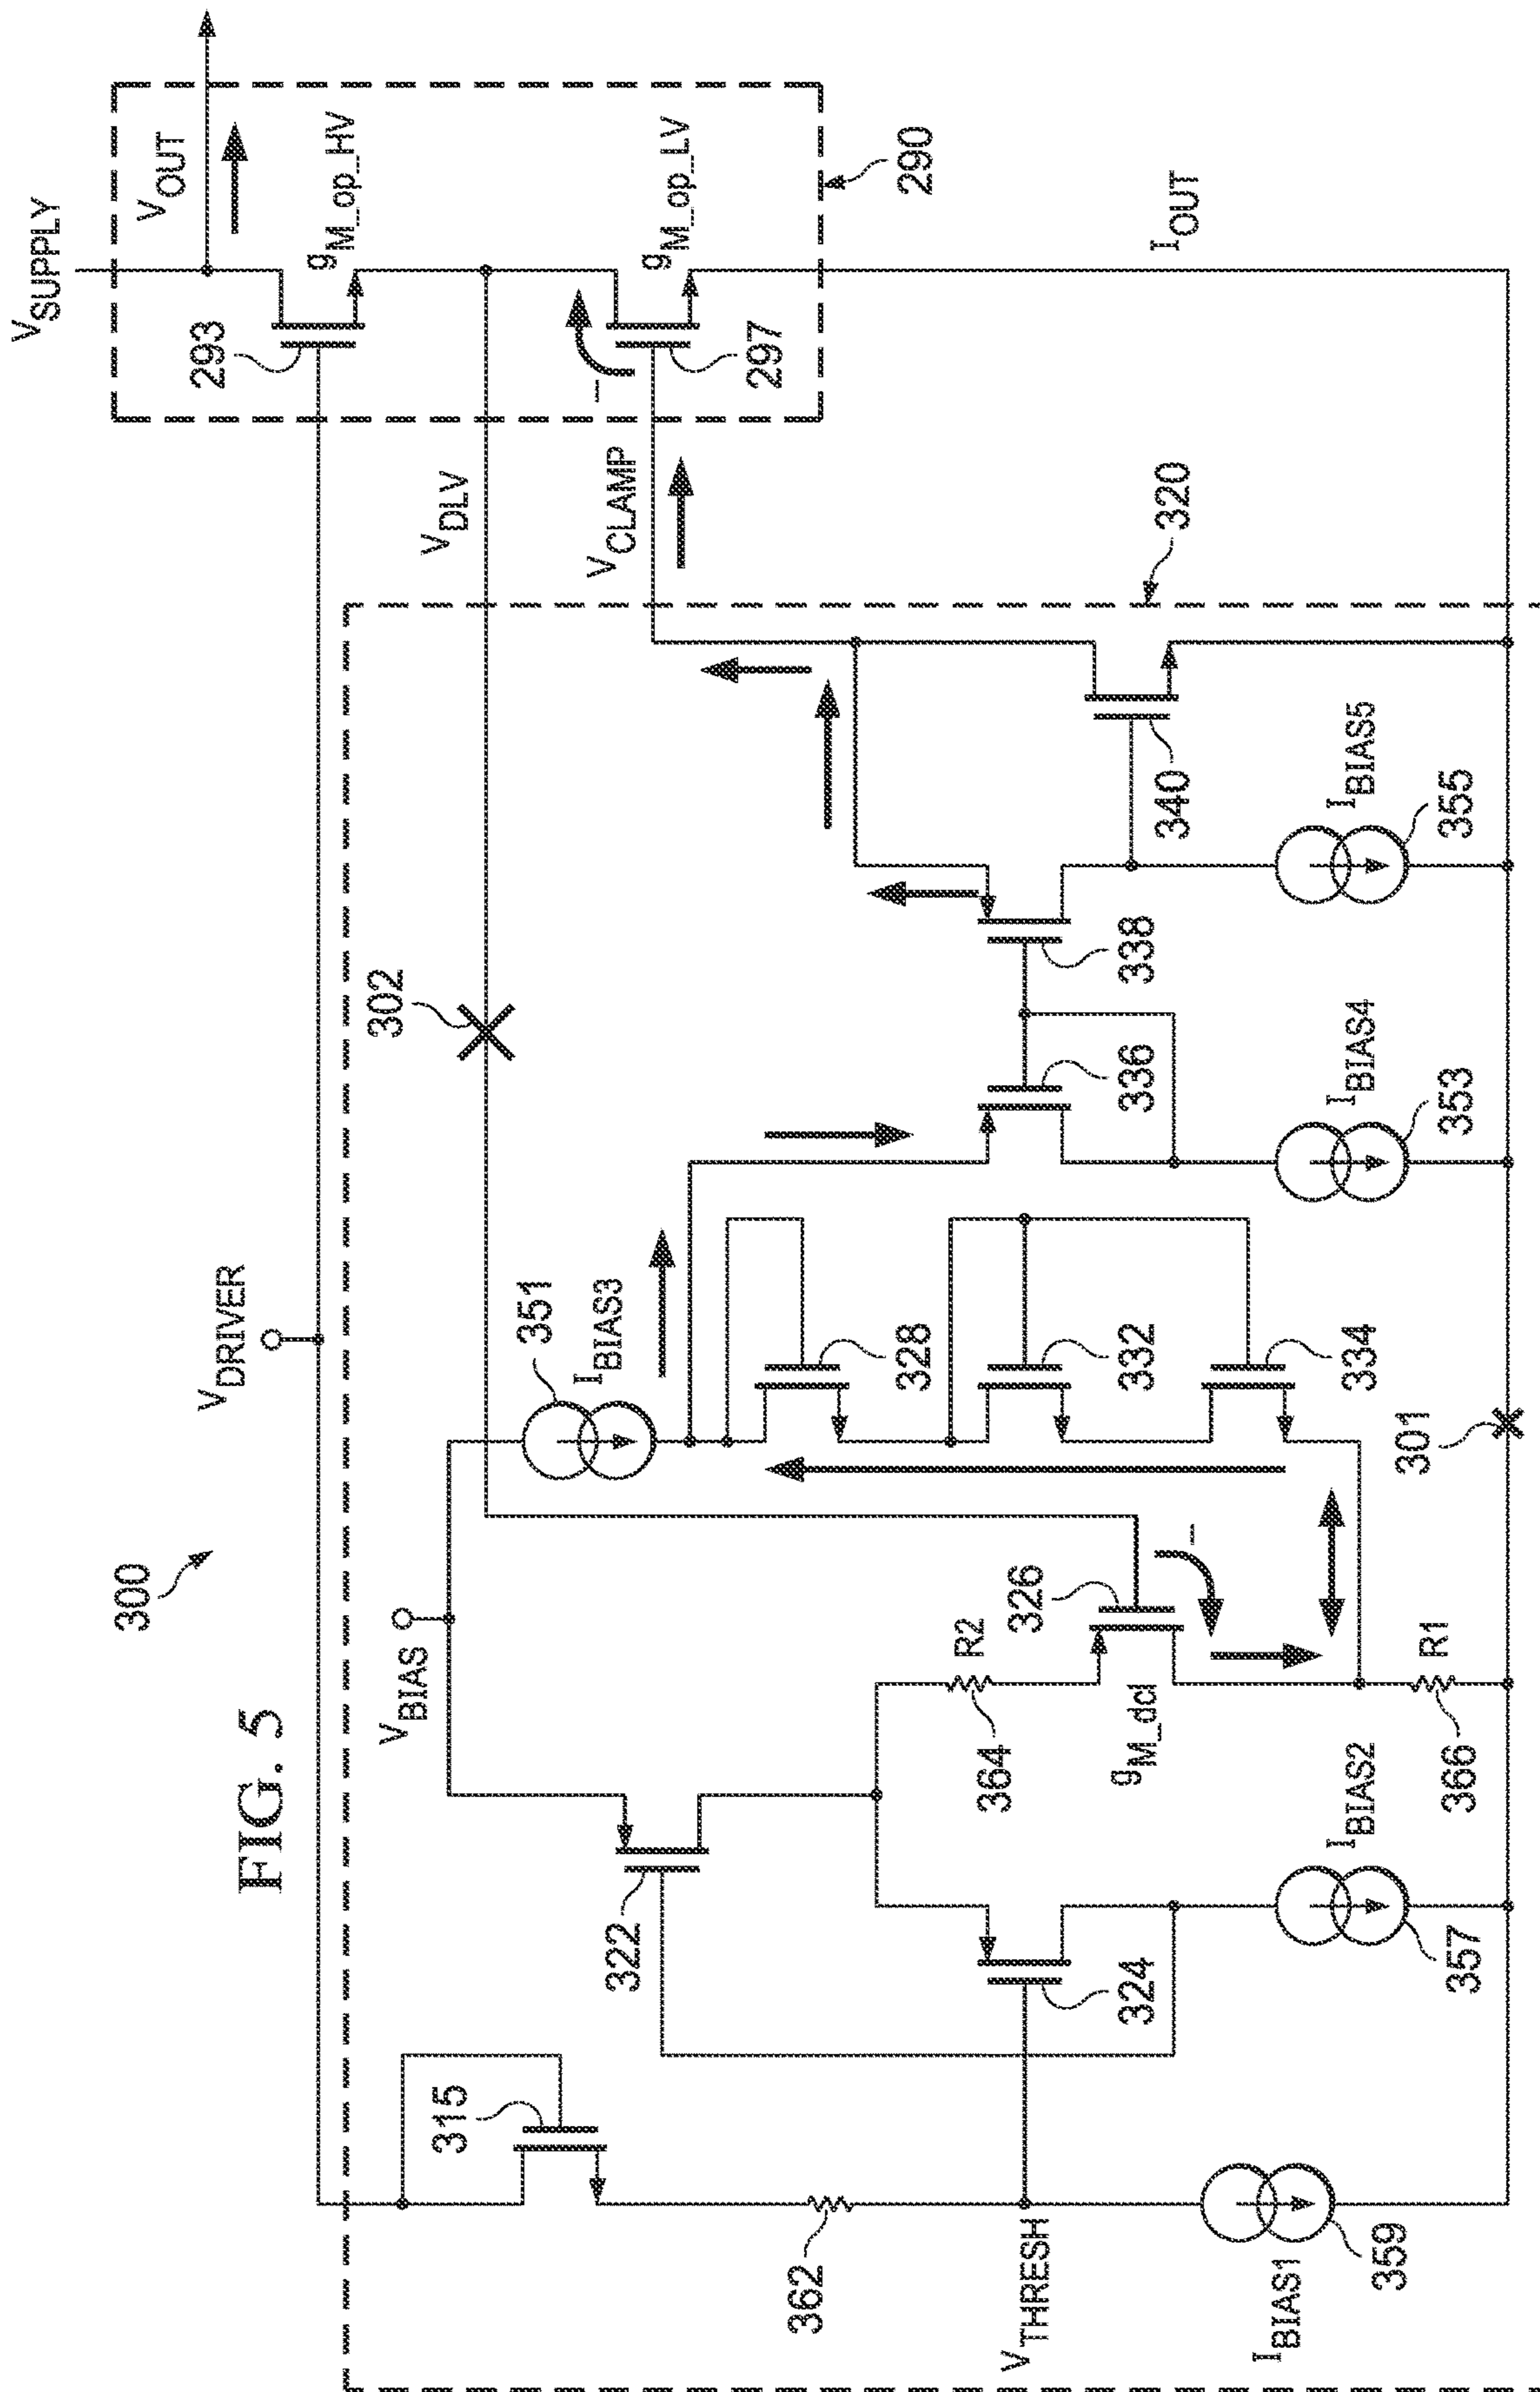 FIG. 5
300
V_SUPPLY
V_OUT
293
g_M_op_HV
V_DRIVER
V_DLV
V_CLAMP
g_M_op_LV
297
290
302
V_BIAS
315
351
I_BIAS3
322
328
320
362
R2
364
326
g_M_dcl
332
336
338
340
V_THRESH
324
334
I_OUT
I_BIAS1
359
I_BIAS2
357
R1
366
301
I_BIAS4
353
I_BIAS5
355
–
–